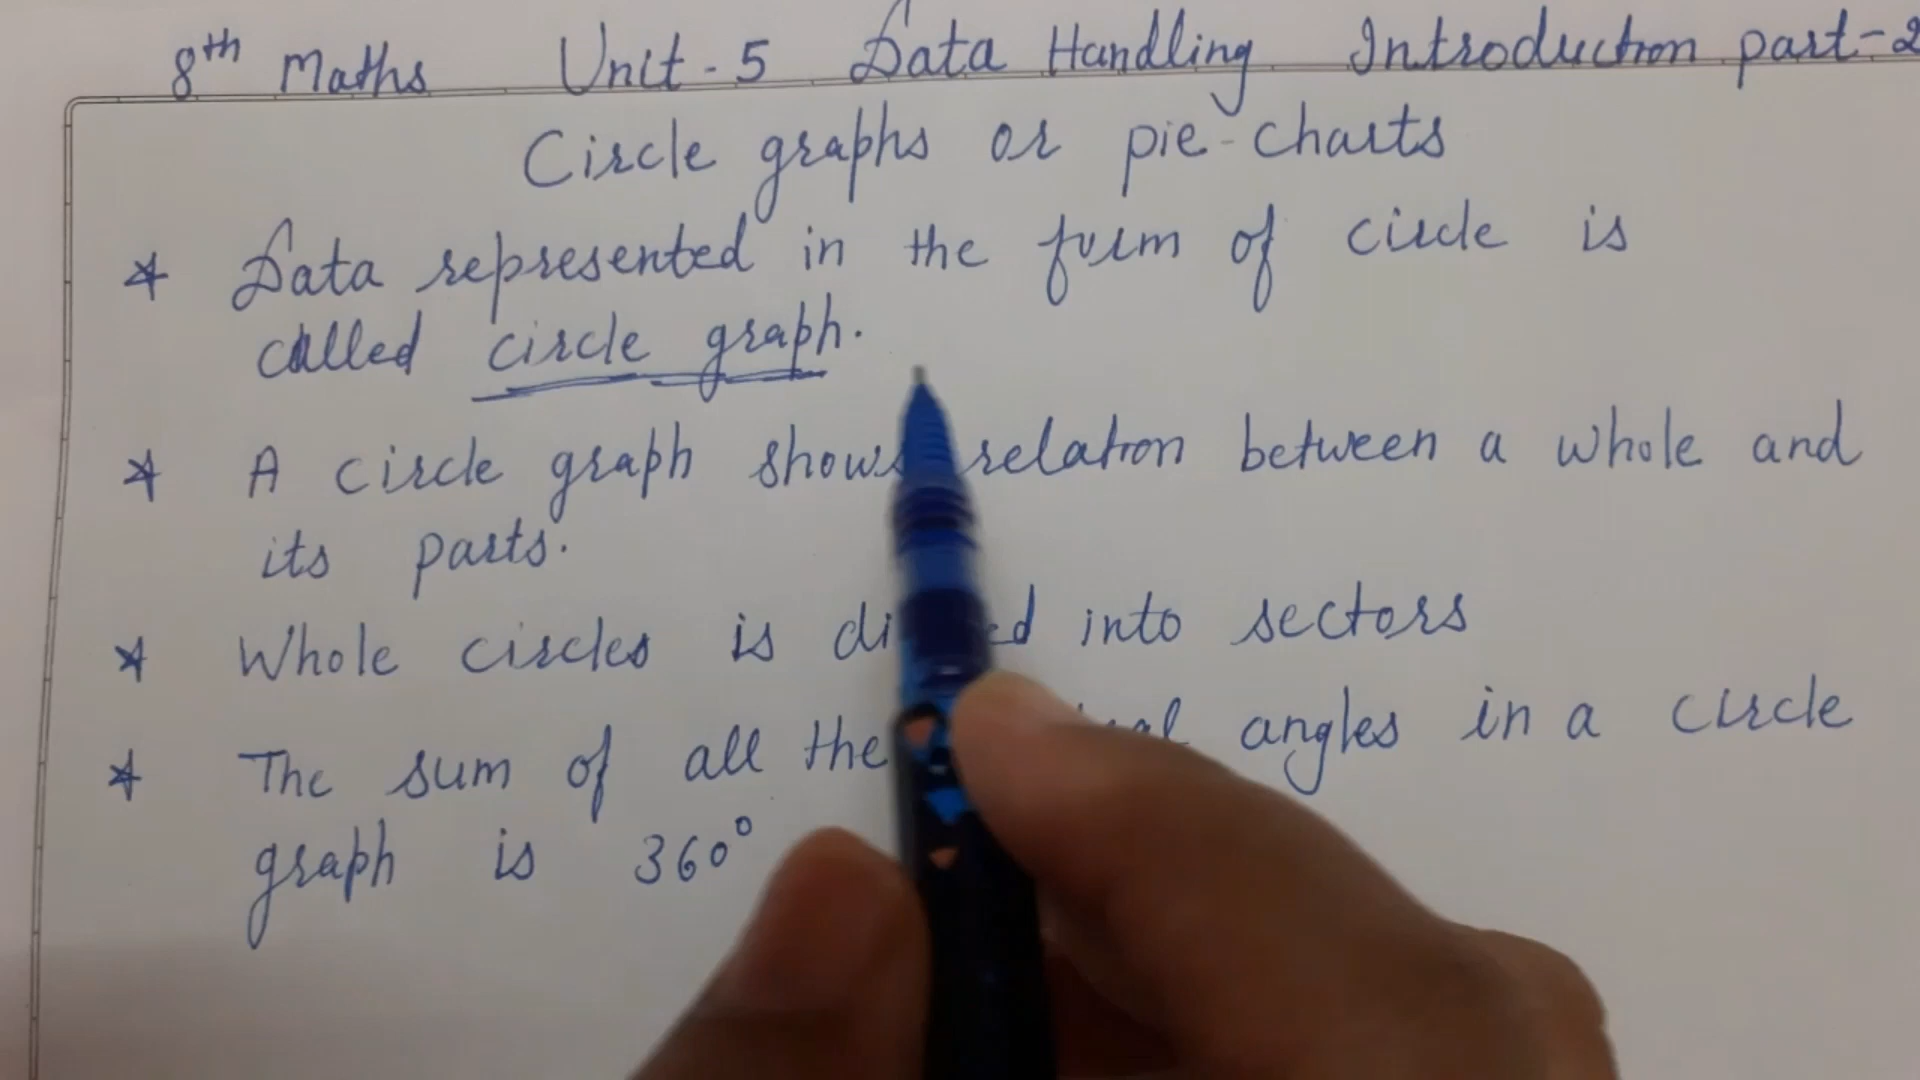 8th Maths Unit-5 Data Handling Introduction part-2
Circle graphs or pie-charts
* Data represented in the form of circle is
called circle graph.
* A circle graph shows relation between a whole and
its parts.
* Whole circles is into sectors
* The sum of all the angles in a circle
graph is 360°